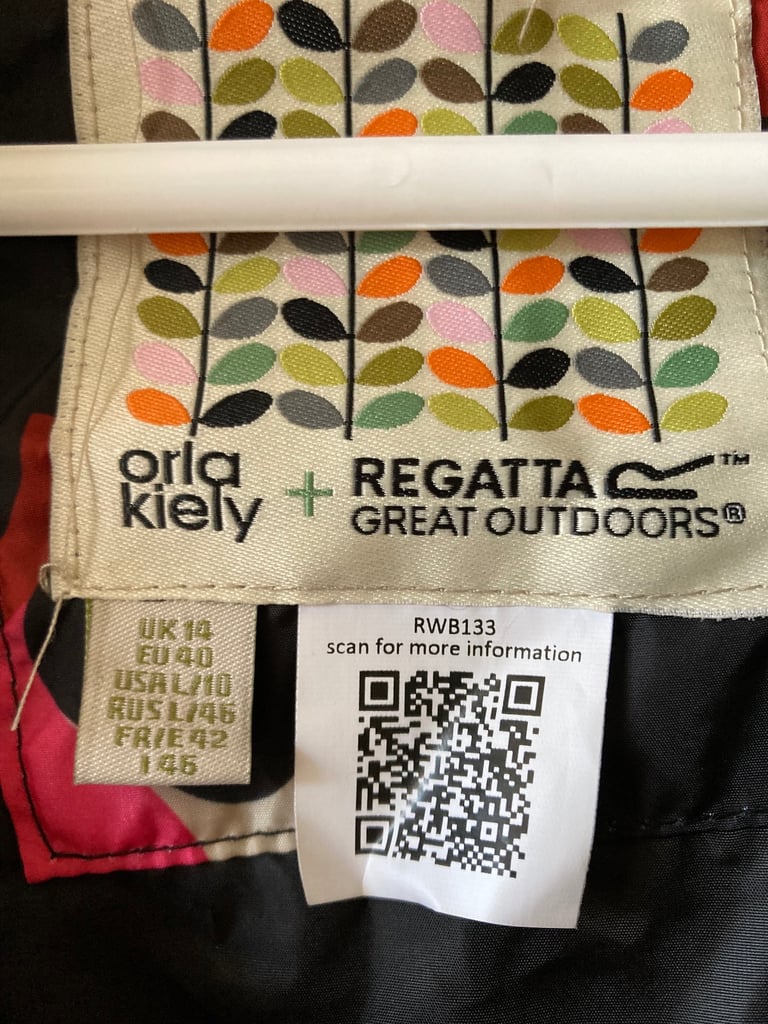 orla
kiely
+
REGATTA™
GREAT OUTDOORS®
UK 14
EU 40
USA L/10
RUS L/46
FR/E 42
I 46
RWB133
scan for more information